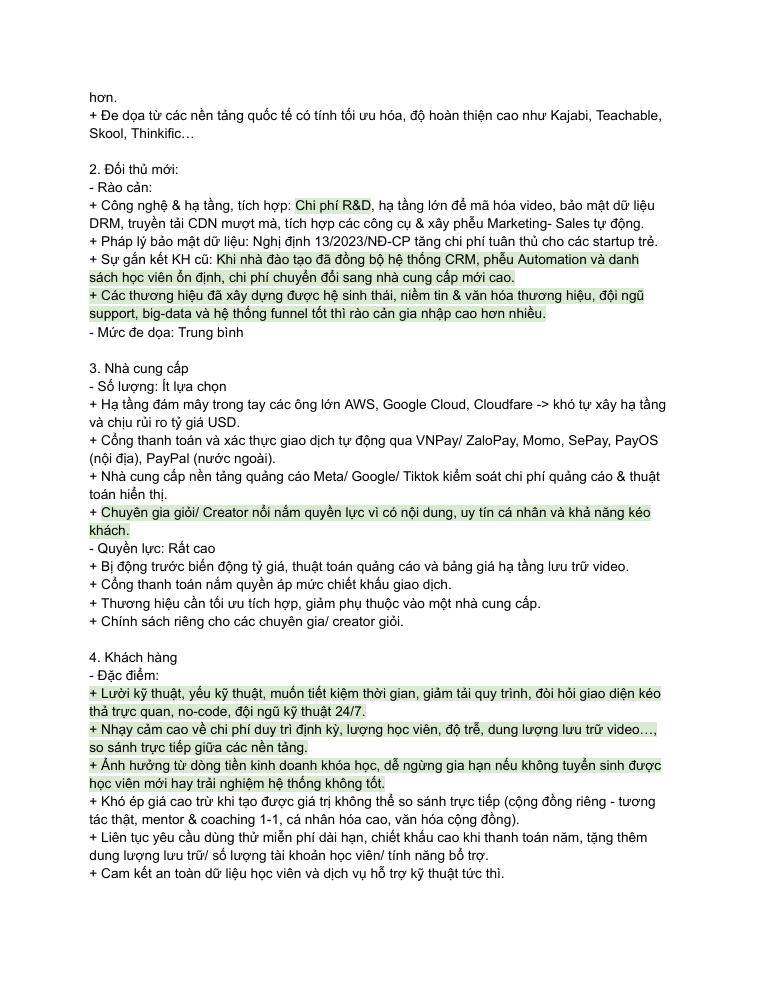 hơn.
+ Đe dọa từ các nền tảng quốc tế có tính tối ưu hóa, độ hoàn thiện cao như Kajabi, Teachable,
Skool, Thinkific…
2. Đối thủ mới:
- Rào cản:
+ Công nghệ & hạ tầng, tích hợp: Chi phí R&D, hạ tầng lớn để mã hóa video, bảo mật dữ liệu
DRM, truyền tải CDN mượt mà, tích hợp các công cụ & xây phễu Marketing- Sales tự động.
+ Pháp lý bảo mật dữ liệu: Nghị định 13/2023/NĐ-CP tăng chi phí tuân thủ cho các startup trẻ.
+ Sự gắn kết KH cũ: Khi nhà đào tạo đã đồng bộ hệ thống CRM, phễu Automation và danh
sách học viên ổn định, chi phí chuyển đổi sang nhà cung cấp mới cao.
+ Các thương hiệu đã xây dựng được hệ sinh thái, niềm tin & văn hóa thương hiệu, đội ngũ
support, big-data và hệ thống funnel tốt thì rào cản gia nhập cao hơn nhiều.
- Mức đe dọa: Trung bình
3. Nhà cung cấp
- Số lượng: Ít lựa chọn
+ Hạ tầng đám mây trong tay các ông lớn AWS, Google Cloud, Cloudfare -> khó tự xây hạ tầng
và chịu rủi ro tỷ giá USD.
+ Cổng thanh toán và xác thực giao dịch tự động qua VNPay/ ZaloPay, Momo, SePay, PayOS
(nội địa), PayPal (nước ngoài).
+ Nhà cung cấp nền tảng quảng cáo Meta/ Google/ Tiktok kiểm soát chi phí quảng cáo & thuật
toán hiển thị.
+ Chuyên gia giỏi/ Creator nổi nắm quyền lực vì có nội dung, uy tín cá nhân và khả năng kéo
khách.
- Quyền lực: Rất cao
+ Bị động trước biến động tỷ giá, thuật toán quảng cáo và bảng giá hạ tầng lưu trữ video.
+ Cổng thanh toán nắm quyền áp mức chiết khấu giao dịch.
+ Thương hiệu cần tối ưu tích hợp, giảm phụ thuộc vào một nhà cung cấp.
+ Chính sách riêng cho các chuyên gia/ creator giỏi.
4. Khách hàng
- Đặc điểm:
+ Lười kỹ thuật, yếu kỹ thuật, muốn tiết kiệm thời gian, giảm tải quy trình, đòi hỏi giao diện kéo
thả trực quan, no-code, đội ngũ kỹ thuật 24/7.
+ Nhạy cảm cao về chi phí duy trì định kỳ, lượng học viên, độ trễ, dung lượng lưu trữ video…,
so sánh trực tiếp giữa các nền tảng.
+ Ảnh hưởng từ dòng tiền kinh doanh khóa học, dễ ngừng gia hạn nếu không tuyển sinh được
học viên mới hay trải nghiệm hệ thống không tốt.
+ Khó ép giá cao trừ khi tạo được giá trị không thể so sánh trực tiếp (cộng đồng riêng - tương
tác thật, mentor & coaching 1-1, cá nhân hóa cao, văn hóa cộng đồng).
+ Liên tục yêu cầu dùng thử miễn phí dài hạn, chiết khấu cao khi thanh toán năm, tặng thêm
dung lượng lưu trữ/ số lượng tài khoản học viên/ tính năng bổ trợ.
+ Cam kết an toàn dữ liệu học viên và dịch vụ hỗ trợ kỹ thuật tức thì.